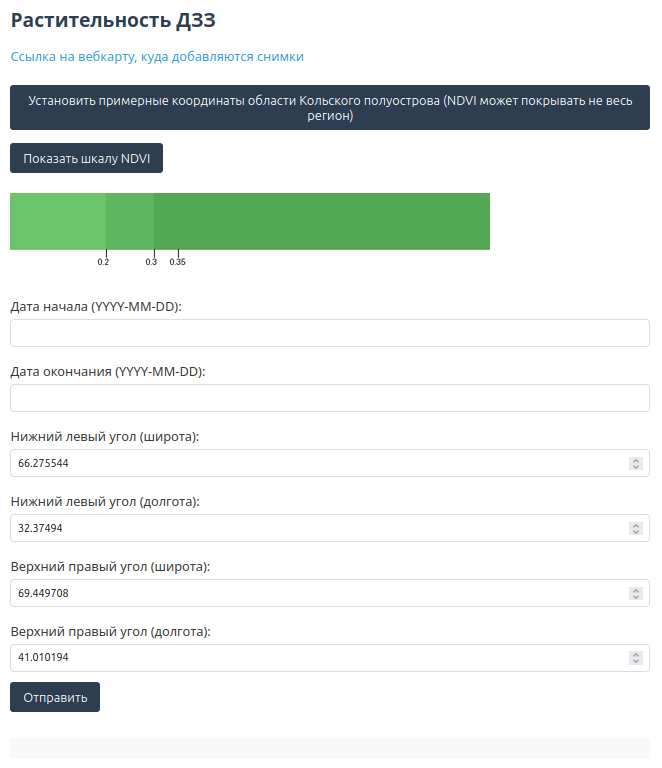 Растительность ДЗЗ
Ссылка на вебкарту, куда добавляются снимки
Установить примерные координаты области Кольского полуострова (NDVI может покрывать не весь
регион)
Показать шкалу NDVI
0.2 0.3 0.35
Дата начала (YYYY-MM-DD):
Дата окончания (YYYY-MM-DD):
Нижний левый угол (широта):
66.275544
Нижний левый угол (долгота):
32.37494
Верхний правый угол (широта):
69.449708
Верхний правый угол (долгота):
41.010194
Отправить